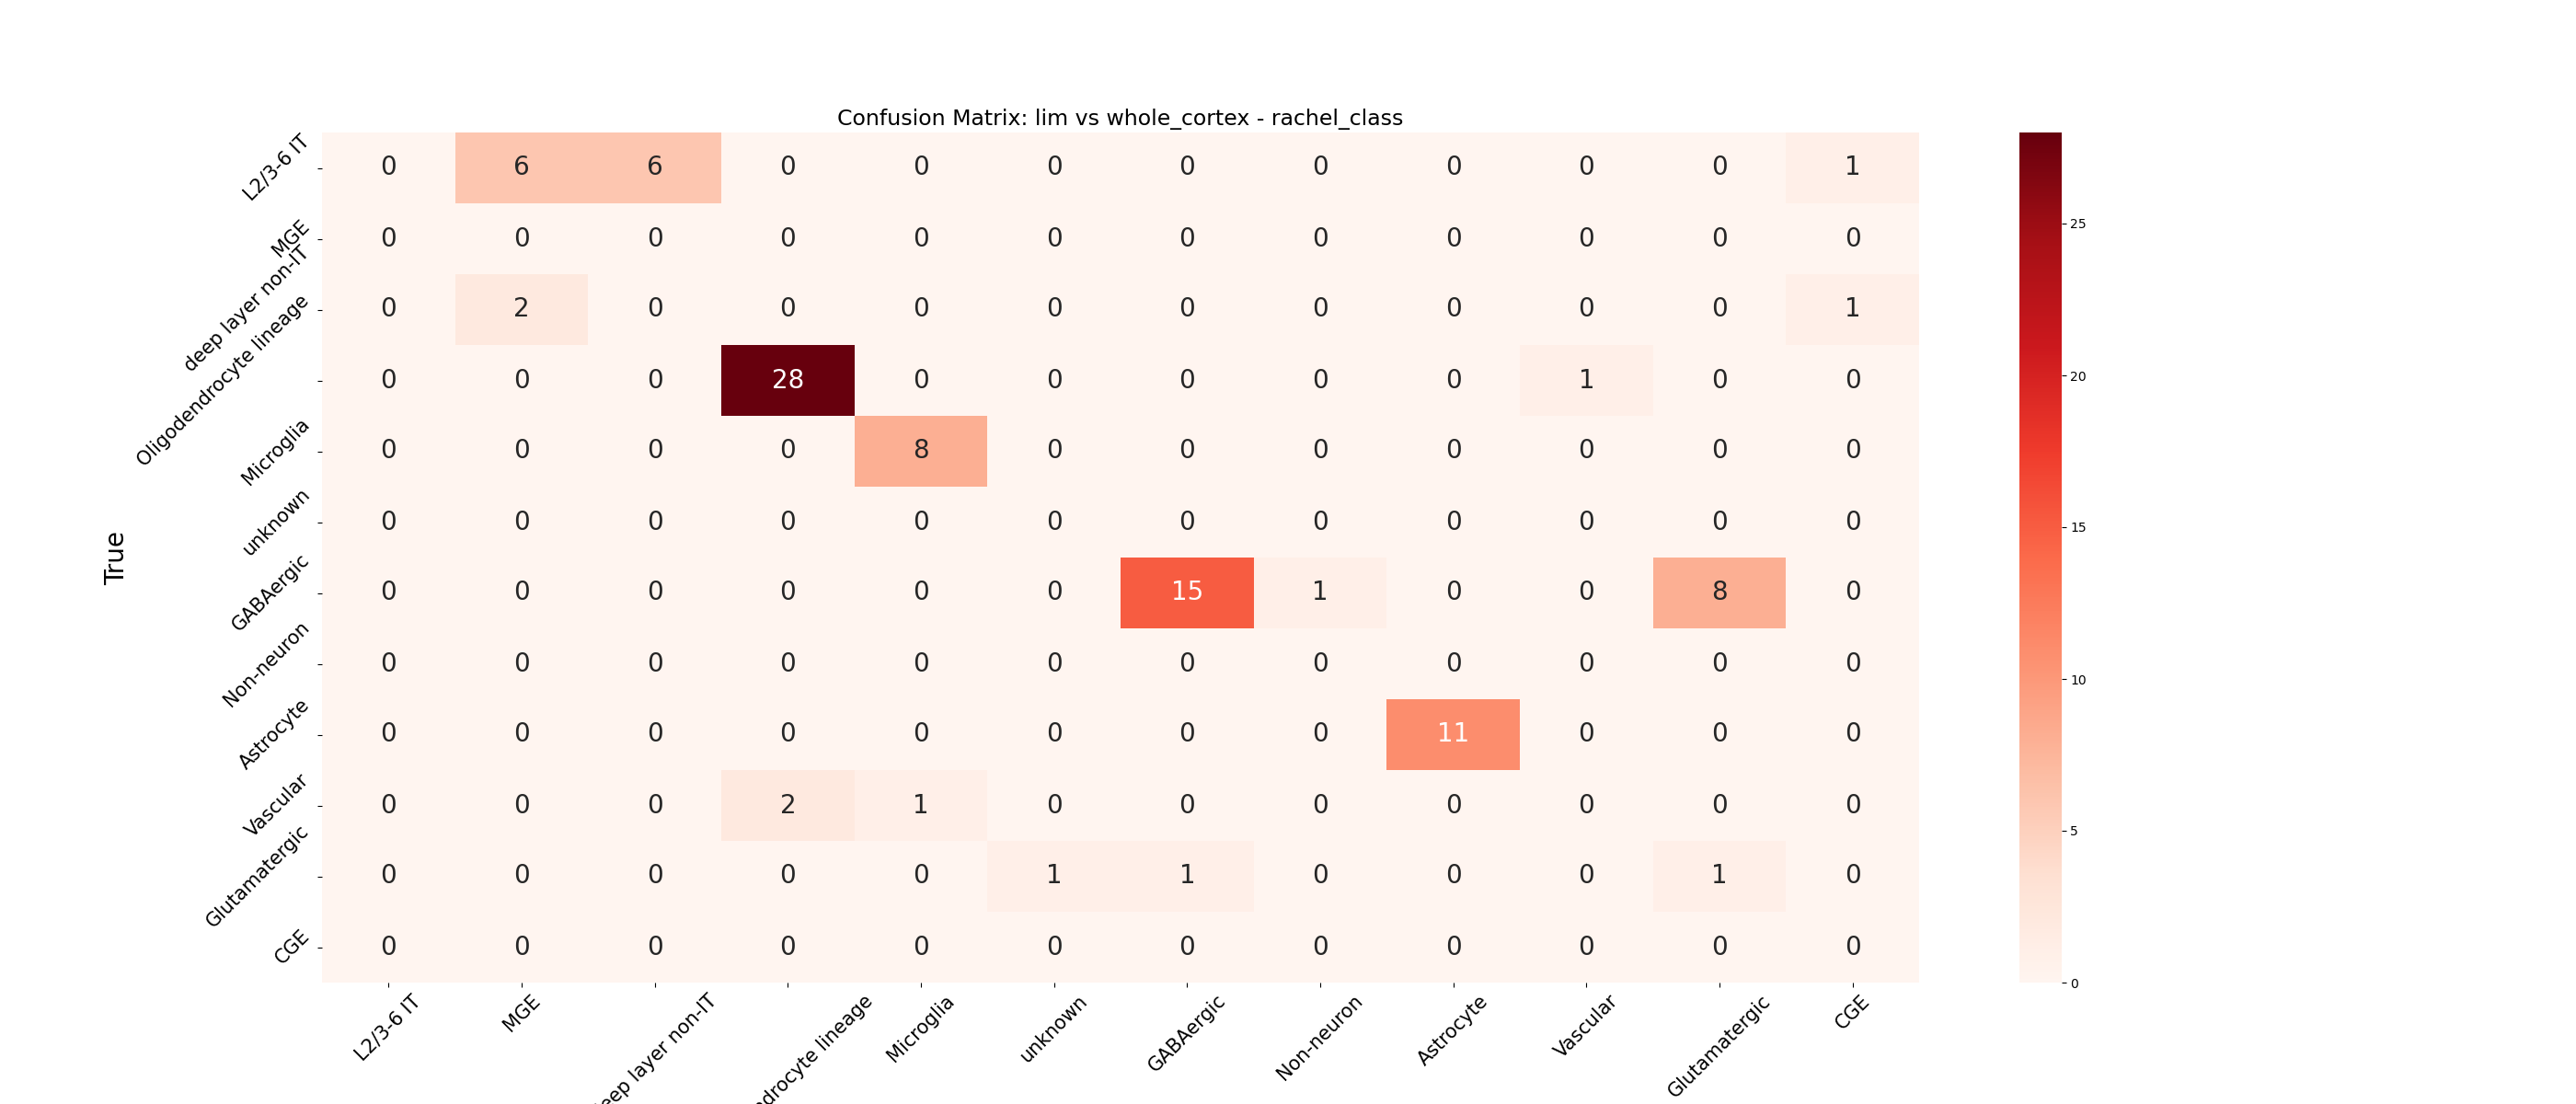 Confusion Matrix: lim vs whole_cortex - rachel_class
True
L2/3-6 IT 0 6 6 0 0 0 0 0 0 0 0 1
MGE 0 0 0 0 0 0 0 0 0 0 0 0
deep layer non-IT 0 2 0 0 0 0 0 0 0 0 0 1
Oligodendrocyte lineage 0 0 0 28 0 0 0 0 0 1 0 0
Microglia 0 0 0 0 8 0 0 0 0 0 0 0
unknown 0 0 0 0 0 0 0 0 0 0 0 0
GABAergic 0 0 0 0 0 0 15 1 0 0 8 0
Non-neuron 0 0 0 0 0 0 0 0 0 0 0 0
Astrocyte 0 0 0 0 0 0 0 0 11 0 0 0
Vascular 0 0 0 2 1 0 0 0 0 0 0 0
Glutamatergic 0 0 0 0 0 1 1 0 0 0 1 0
CGE 0 0 0 0 0 0 0 0 0 0 0 0
L2/3-6 IT MGE eep layer non-IT ndrocyte lineage Microglia unknown GABAergic Non-neuron Astrocyte Vascular Glutamatergic CGE
25
20
15
10
5
0